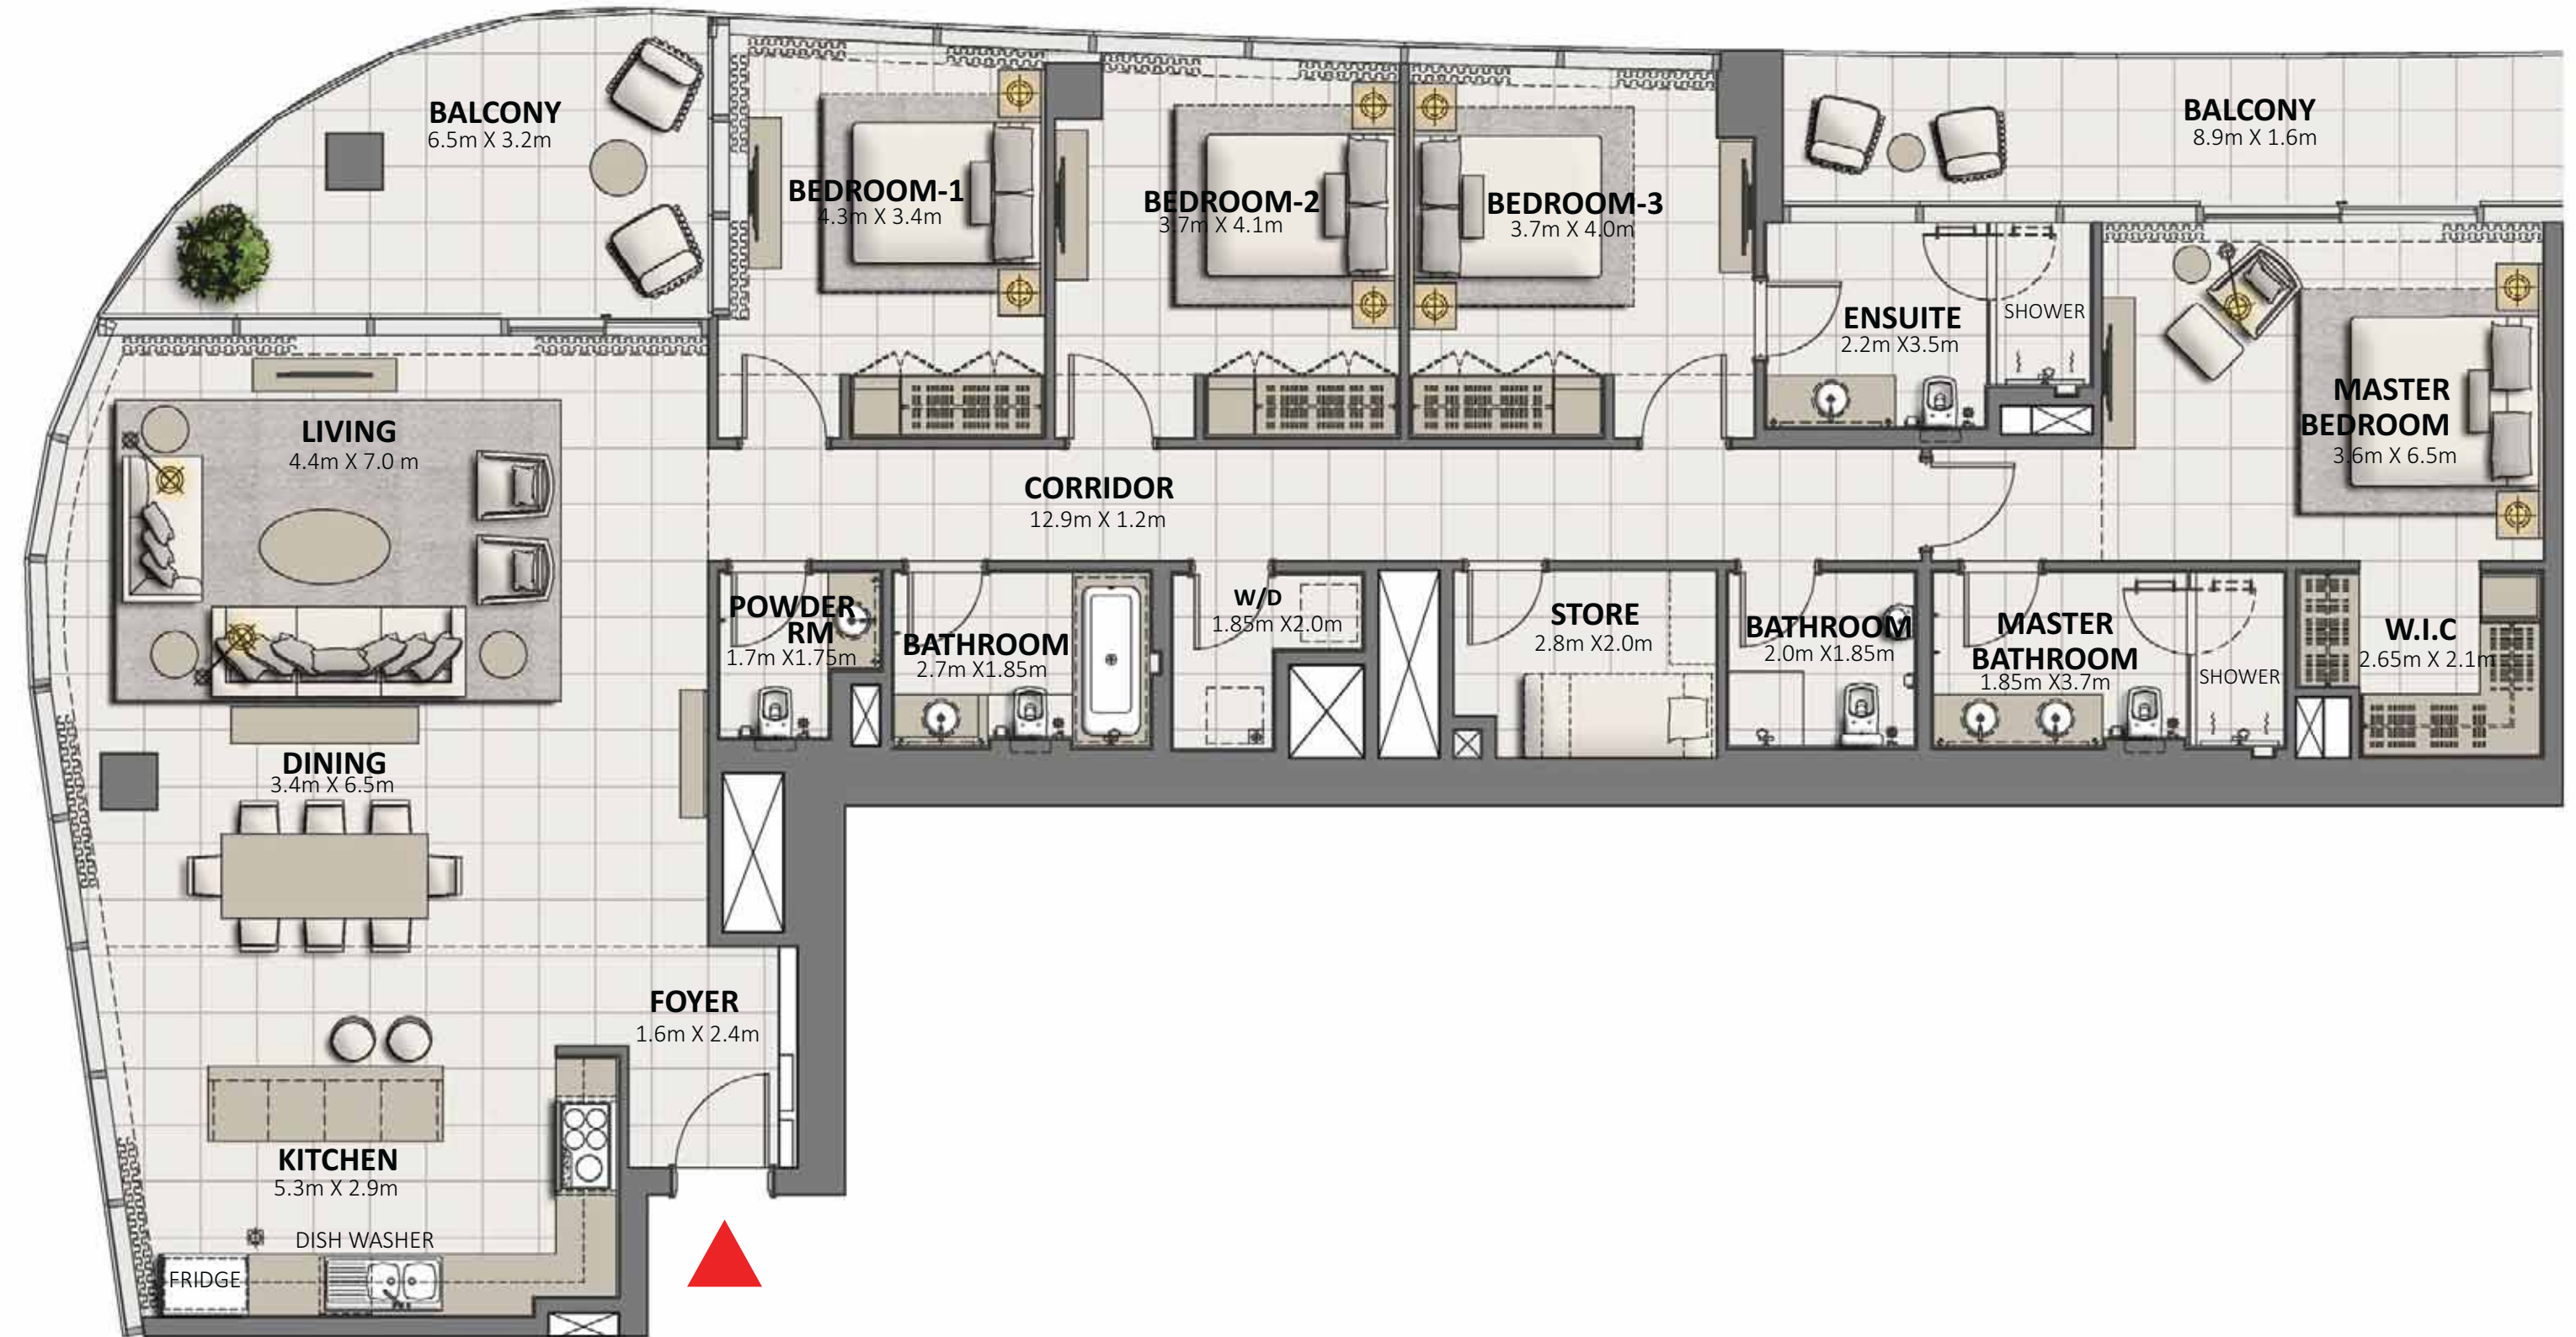 BALCONY
6.5m X 3.2m
BEDROOM-1
4.3m X 3.4m
BEDROOM-2
3.7m X 4.1m
BEDROOM-3
3.7m X 4.0m
BALCONY
8.9m X 1.6m
ENSUITE
2.2m X3.5m
SHOWER
MASTER
BEDROOM
3.6m X 6.5m
LIVING
4.4m X 7.0 m
CORRIDOR
12.9m X 1.2m
POWDER
RM
1.7m X1.75m
BATHROOM
2.7m X1.85m
W/D
1.85m X2.0m
STORE
2.8m X2.0m
BATHROOM
2.0m X1.85m
MASTER
BATHROOM
1.85m X3.7m
SHOWER
W.I.C
2.65m X 2.1m
DINING
3.4m X 6.5m
FOYER
1.6m X 2.4m
KITCHEN
5.3m X 2.9m
DISH WASHER
FRIDGE